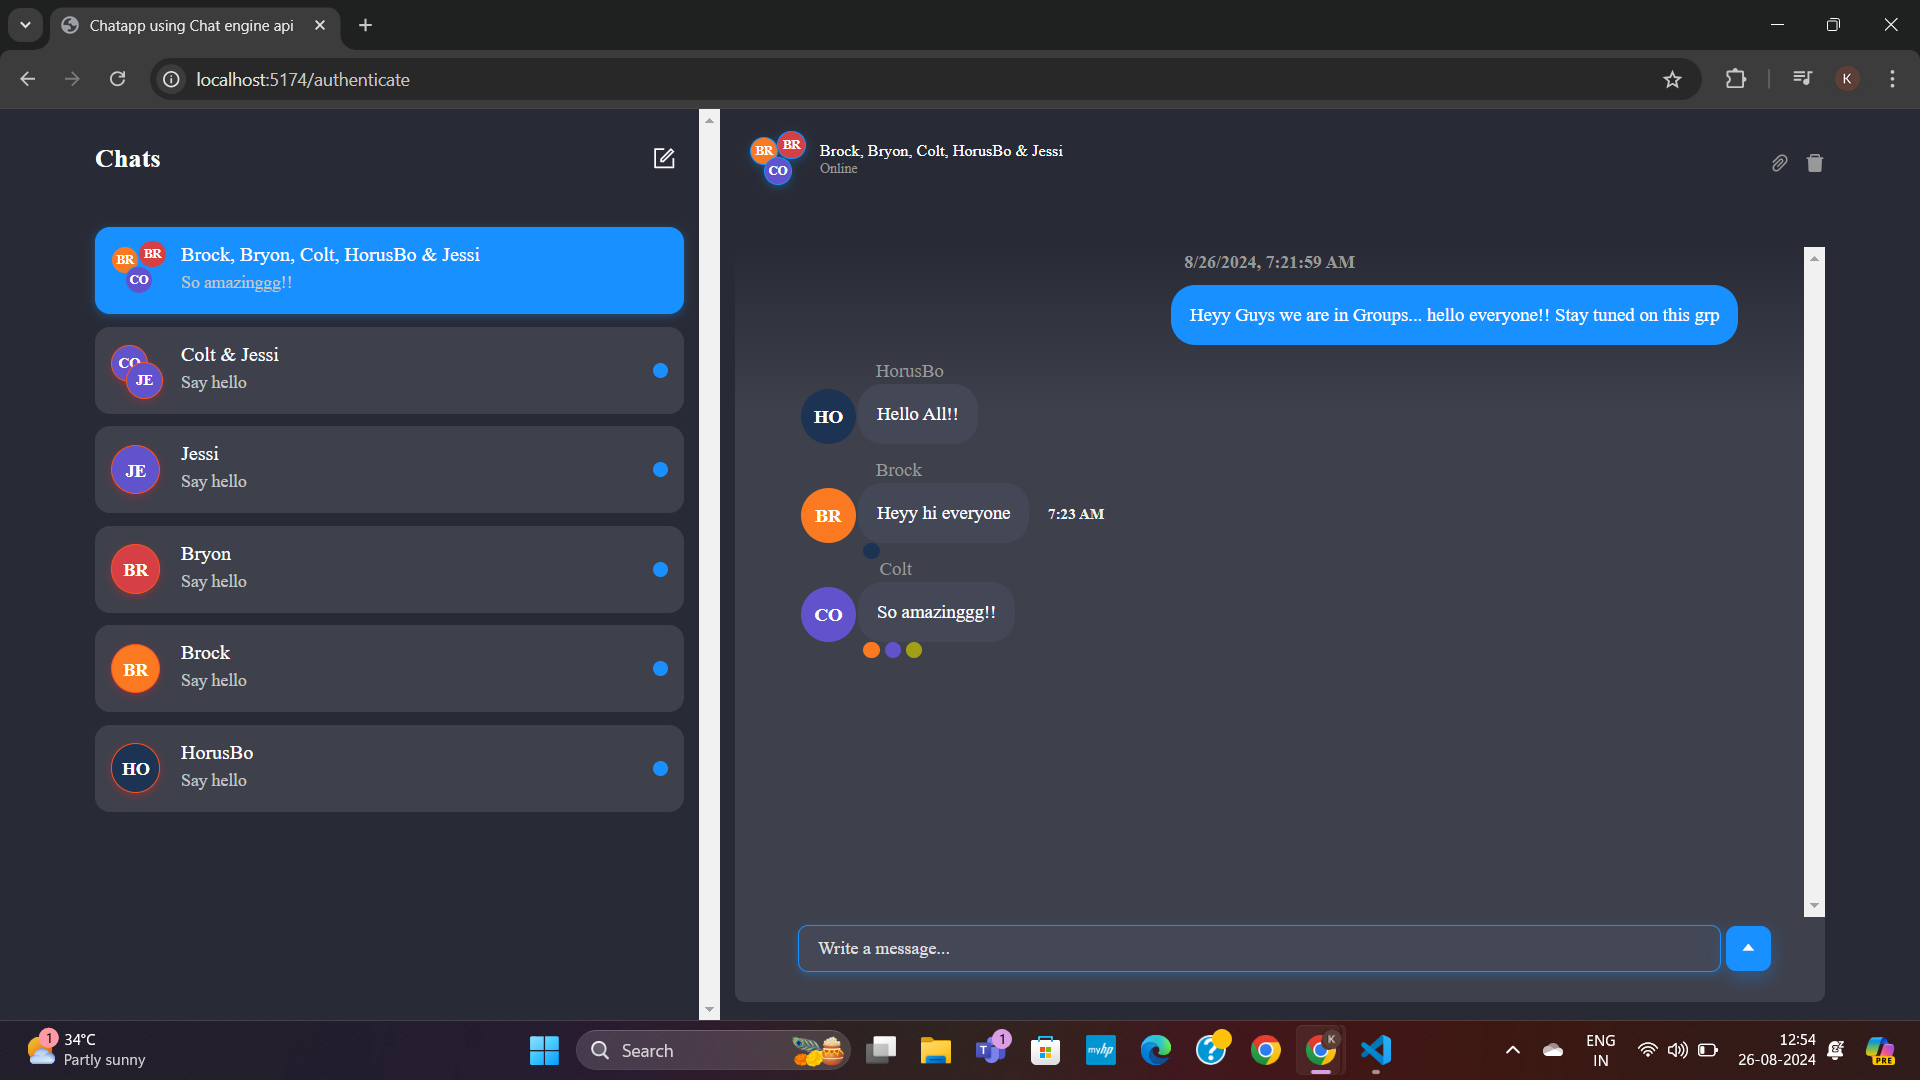 Chatapp using Chat engine api
localhost:5174/authenticate
K
Chats
BR BR CO
Brock, Bryon, Colt, HorusBo & Jessi
So amazinggg!!
CO JE
Colt & Jessi
Say hello
JE
Jessi
Say hello
BR
Bryon
Say hello
BR
Brock
Say hello
HO
HorusBo
Say hello
BR BR CO
Brock, Bryon, Colt, HorusBo & Jessi
Online
8/26/2024, 7:21:59 AM
Heyy Guys we are in Groups... hello everyone!! Stay tuned on this grp
HorusBo
HO
Hello All!!
Brock
BR
Heyy hi everyone
7:23 AM
Colt
CO
So amazinggg!!
Write a message...
1
34°C
Partly sunny
Search
T
1
myhp
K
ENG
IN
12:54
26-08-2024
PRE